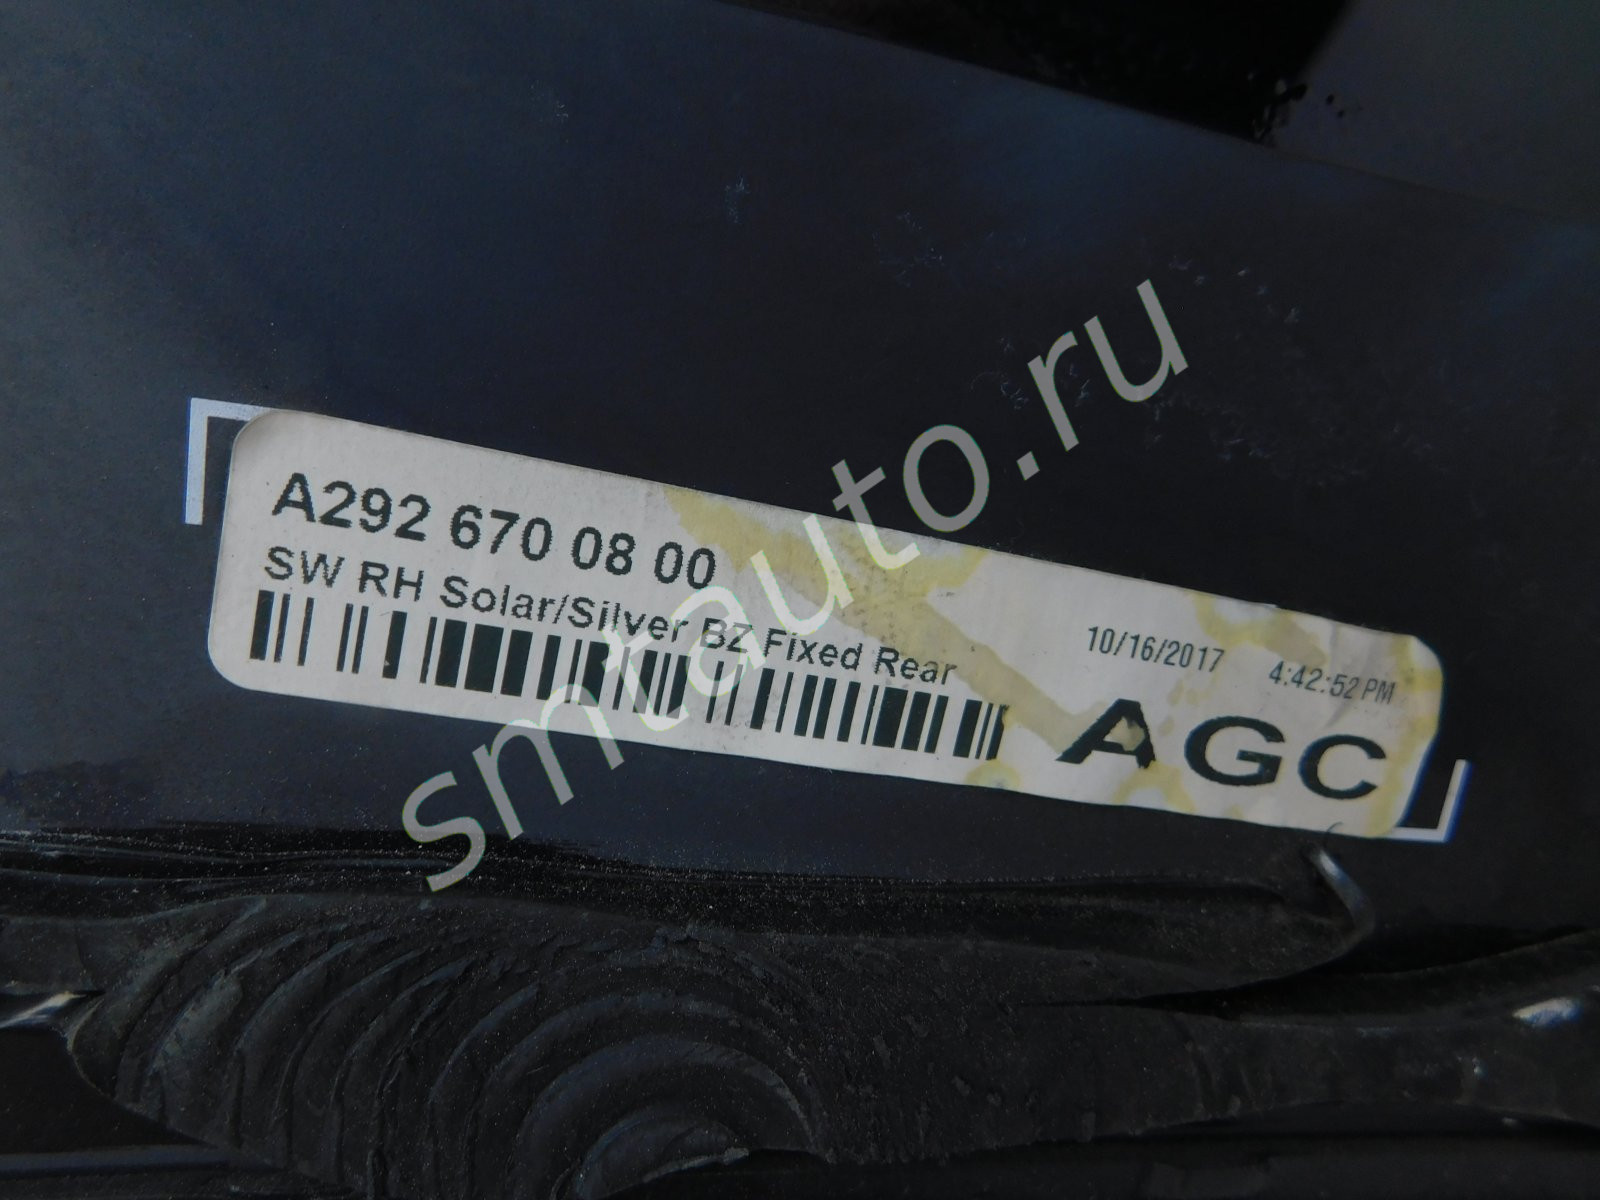 A292 670 08 00
SW RH Solar/Silver BZ Fixed Rear
10/16/2017 4:42:52 PM
AGC
smtauto.ru